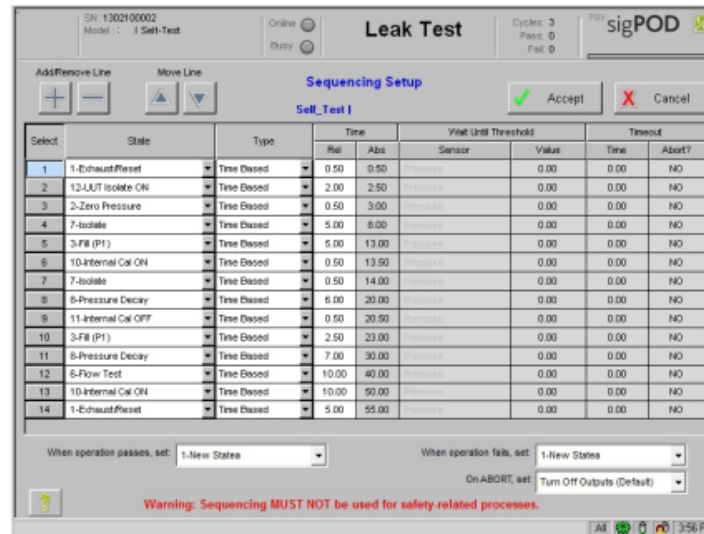 SN: 1302100002
Model : : I Self-Test
Online
Busy
Leak Test
Cycles: 3
Pass: 0
Fail: 0
PSV sigPOD
Add/Remove Line
Move Line
Sequencing Setup
Self_Test I
Accept
X Cancel
Select State Type Time Wait Until Threshold Timeout
Rel Abs Sensor Value Time Abort?
1 1-Exhaust/Reset Time Based 0.50 0.50 Pressure 0.00 0.00 NO
2 12-UUT Isolate ON Time Based 2.00 2.50 Pressure 0.00 0.00 NO
3 2-Zero Pressure Time Based 0.50 3.00 Pressure 0.00 0.00 NO
4 7-Isolate Time Based 5.00 8.00 Pressure 0.00 0.00 NO
5 3-Fill (P1) Time Based 5.00 13.00 Pressure 0.00 0.00 NO
6 10-Internal Cal ON Time Based 0.50 13.50 Pressure 0.00 0.00 NO
7 7-Isolate Time Based 0.50 14.00 Pressure 0.00 0.00 NO
8 8-Pressure Decay Time Based 6.00 20.00 Pressure 0.00 0.00 NO
9 11-Internal Cal OFF Time Based 0.50 20.50 Pressure 0.00 0.00 NO
10 3-Fill (P1) Time Based 2.50 23.00 Pressure 0.00 0.00 NO
11 8-Pressure Decay Time Based 7.00 30.00 Pressure 0.00 0.00 NO
12 6-Flow Test Time Based 10.00 40.00 Pressure 0.00 0.00 NO
13 10-Internal Cal ON Time Based 10.00 50.00 Pressure 0.00 0.00 NO
14 1-Exhaust/Reset Time Based 5.00 55.00 Pressure 0.00 0.00 NO
When operation passes, set: 1-New Statea
When operation fails, set: 1-New Statea
On ABORT, set: Turn Off Outputs (Default)
?
Warning: Sequencing MUST NOT be used for safety-related processes.
All 3:56 P